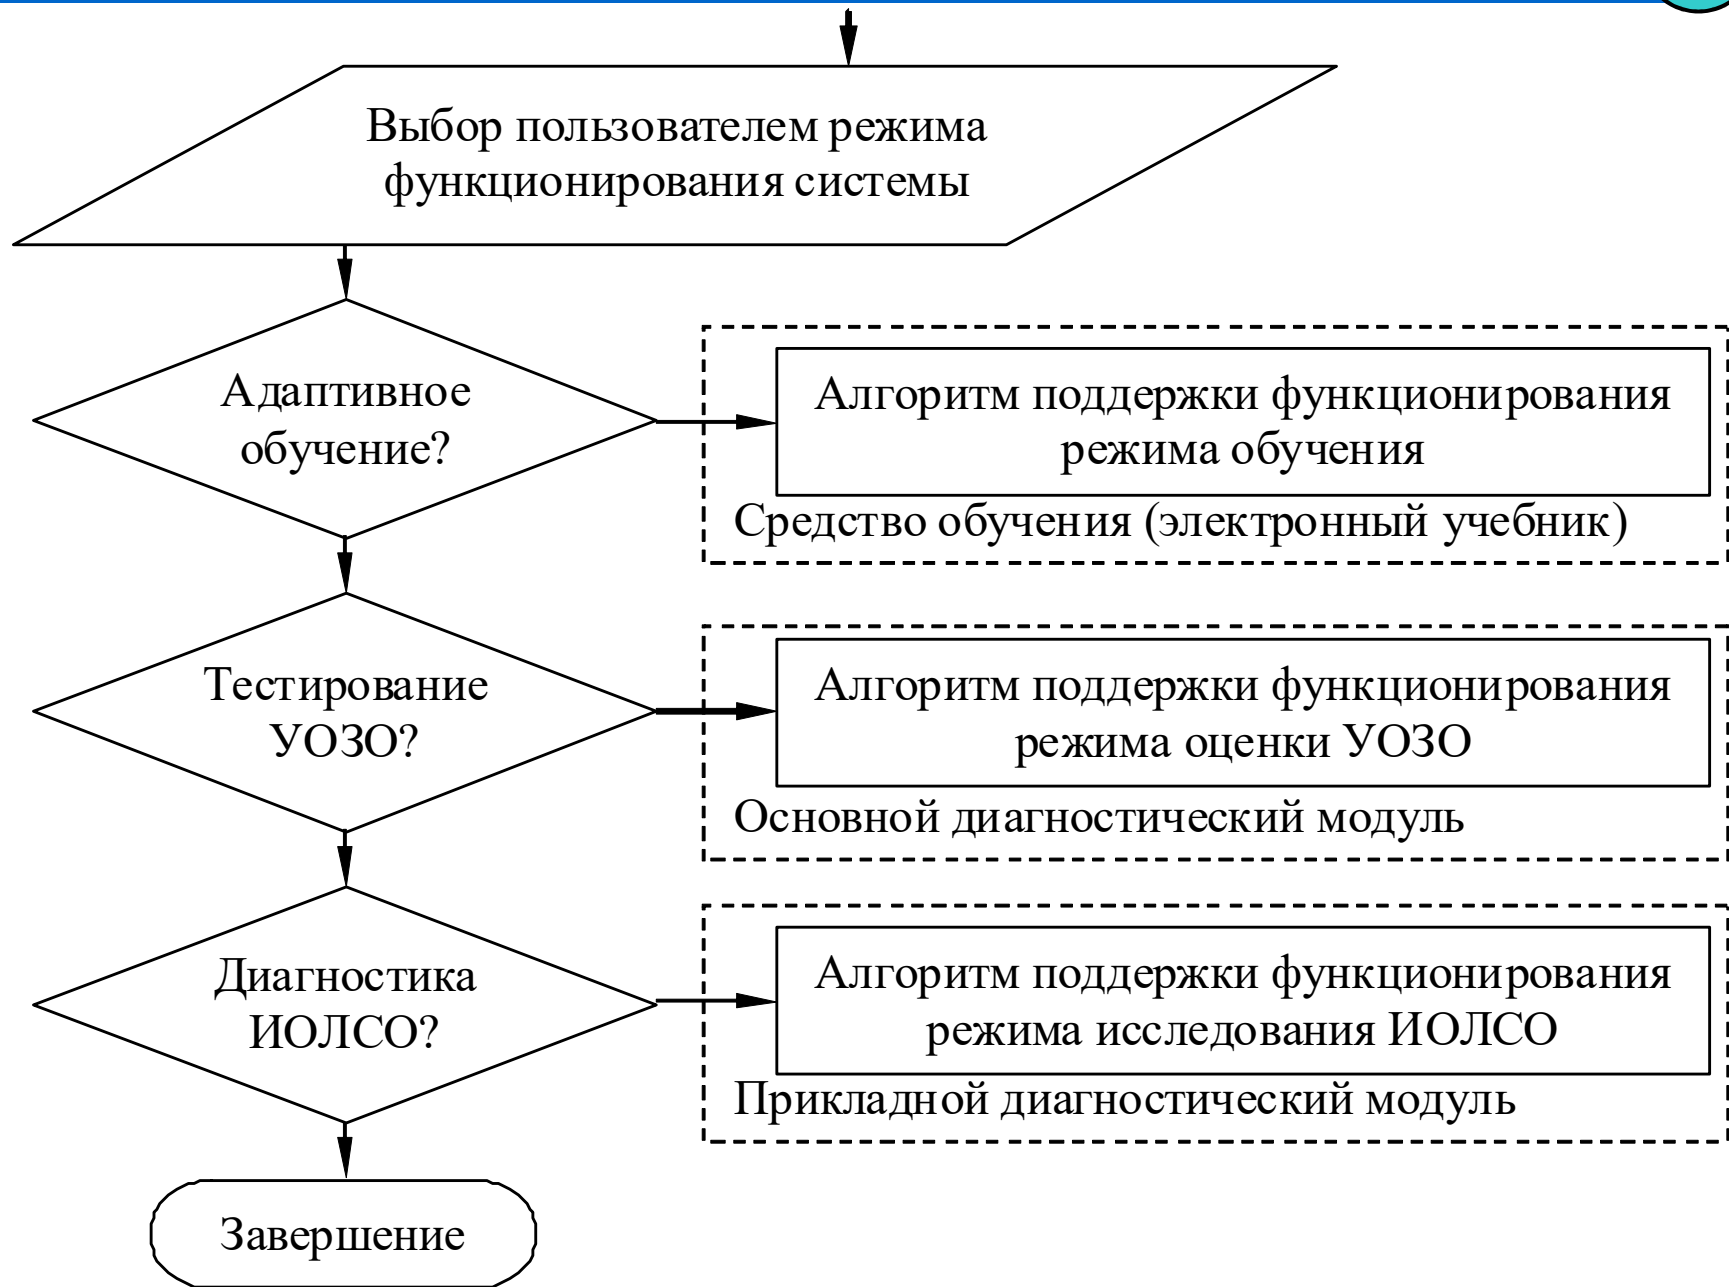 Выбор пользователем режима
функционирования системы
Адаптивное
обучение?
Алгоритм поддержки функционирования
режима обучения
Средство обучения (электронный учебник)
Тестирование
УОЗО?
Алгоритм поддержки функционирования
режима оценки УОЗО
Основной диагностический модуль
Диагностика
ИОЛСО?
Алгоритм поддержки функционирования
режима исследования ИОЛСО
Прикладной диагностический модуль
Завершение